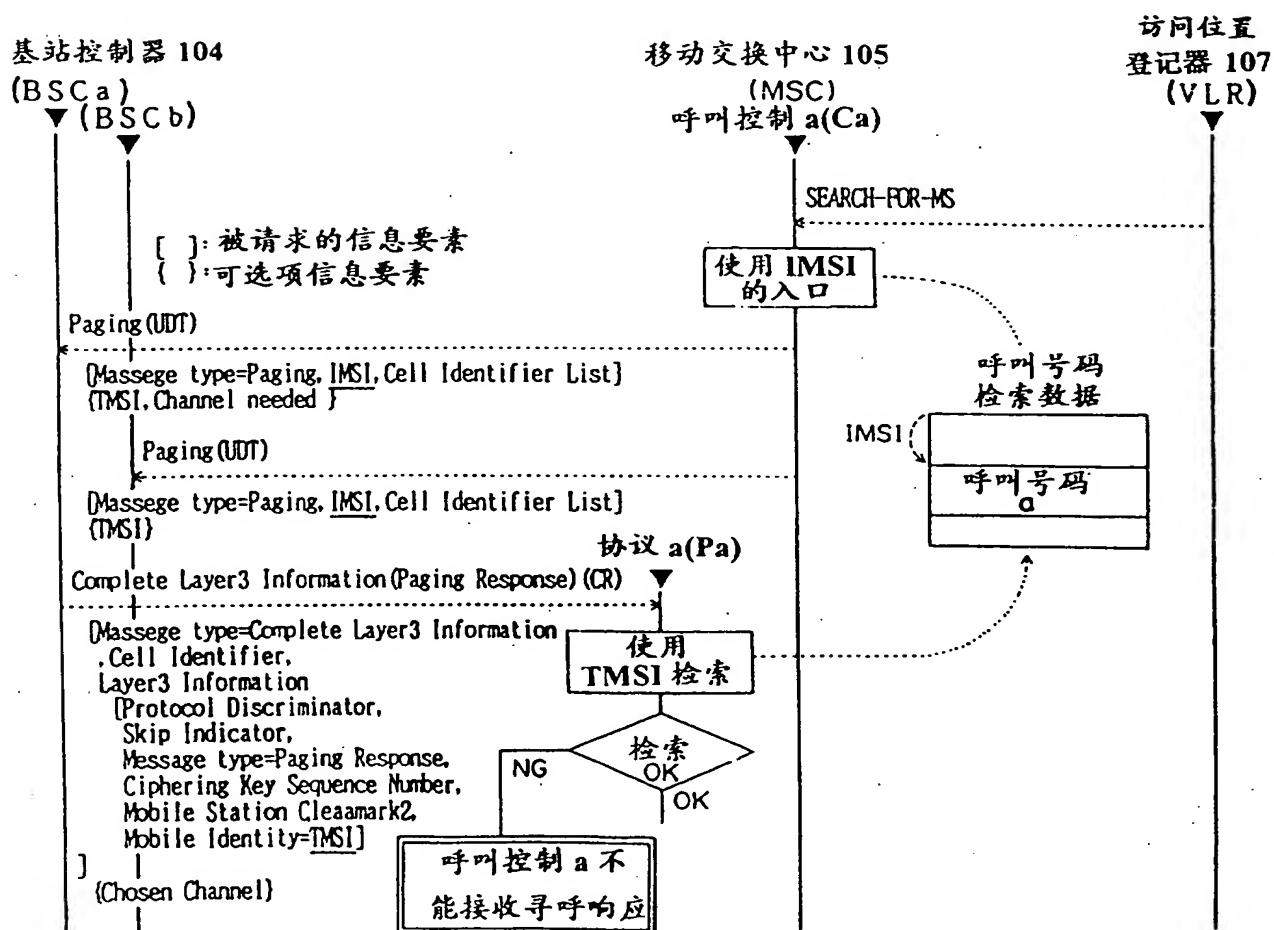 访问位置
登记器 107
(VLR)
基站控制器 104
(BSCa)
(BSCb)
移动交换中心 105
(MSC)
呼叫控制 a(Ca)
SEARCH-FOR-MS
[ ]: 被请求的信息要素
{ }:可选项信息要素
使用 IMSI
的入口
Paging(UDT)
[Massege type=Paging, IMSI, Cell Identifier List]
{TMSI, Channel needed }
呼叫号码
检索数据
IMSI
呼叫号码
a
Paging(UDT)
[Massege type=Paging, IMSI, Cell Identifier List]
{TMSI}
协议 a(Pa)
Complete Layer3 Information(Paging Response)(CR)
[Massege type=Complete Layer3 Information
,Cell Identifier,
Layer3 Information
[Protocol Discriminator,
Skip Indicator,
Message type=Paging Response,
Ciphering Key Sequence Number,
Mobile Station Cleaamark2,
Mobile Identity=TMSI]
]
{Chosen Channel}
使用
TMSI 检索
检索
OK
NG
OK
呼叫控制 a 不
能接收寻呼响应